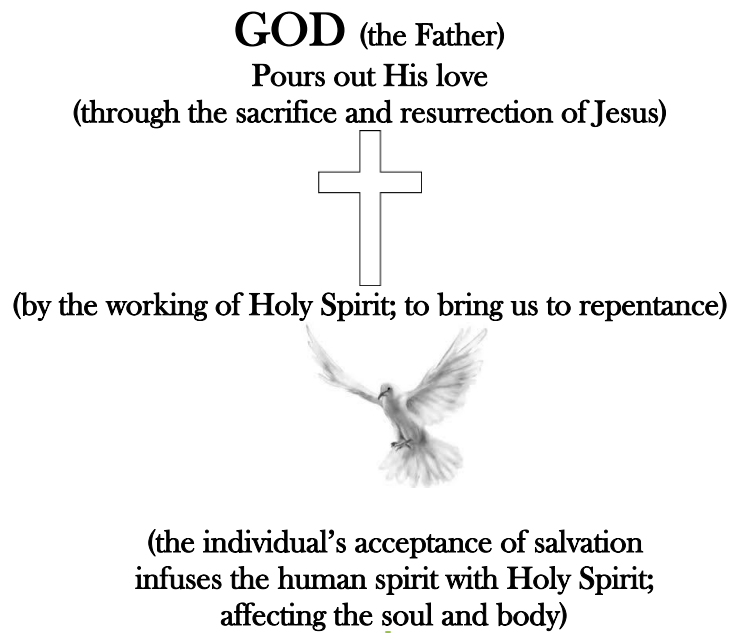 GOD (the Father)
Pours out His love
(through the sacrifice and resurrection of Jesus)
(by the working of Holy Spirit; to bring us to repentance)
(the individual’s acceptance of salvation
infuses the human spirit with Holy Spirit;
affecting the soul and body)